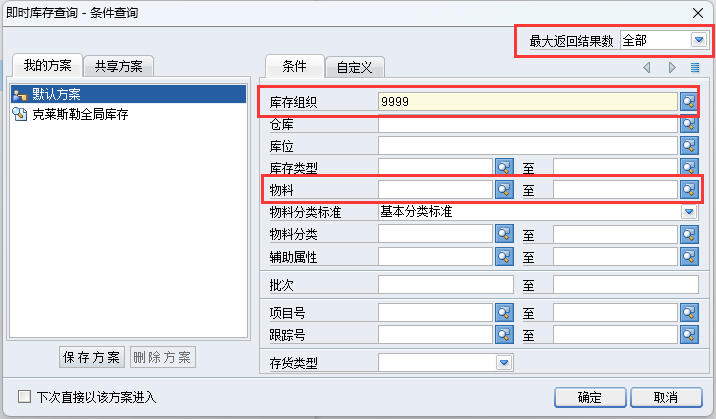 即时库存查询 - 条件查询
最大返回结果数 全部
我的方案 共享方案
条件 自定义
默认方案
克莱斯勒全局库存
库存组织 9999
仓库
库位
库存类型 至
物料 至
物料分类标准 基本分类标准
物料分类 至
辅助属性 至
批次 至
项目号 至
跟踪号 至
存货类型
保存方案 删除方案
下次直接以该方案进入
确定 取消